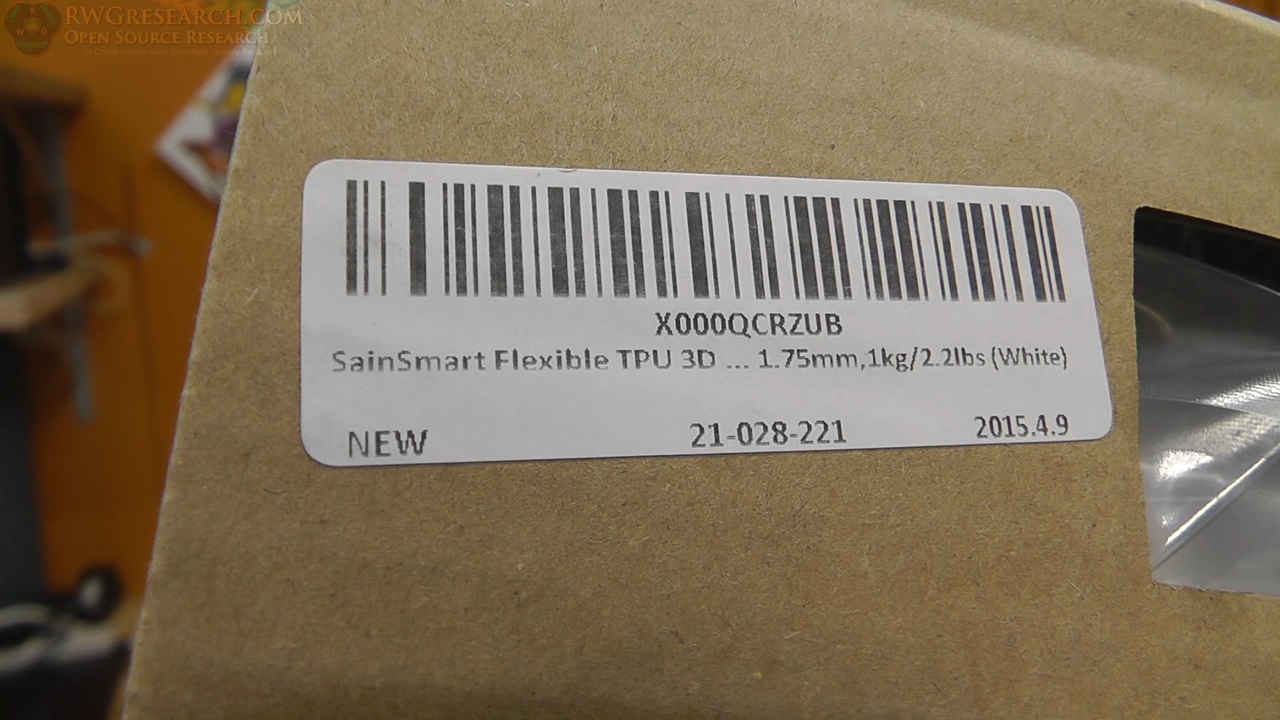 RWGresearch.com
Open Source Research
X000QCRZUB
SainSmart Flexible TPU 3D ... 1.75mm,1kg/2.2lbs (White)
NEW 21-028-221 2015.4.9